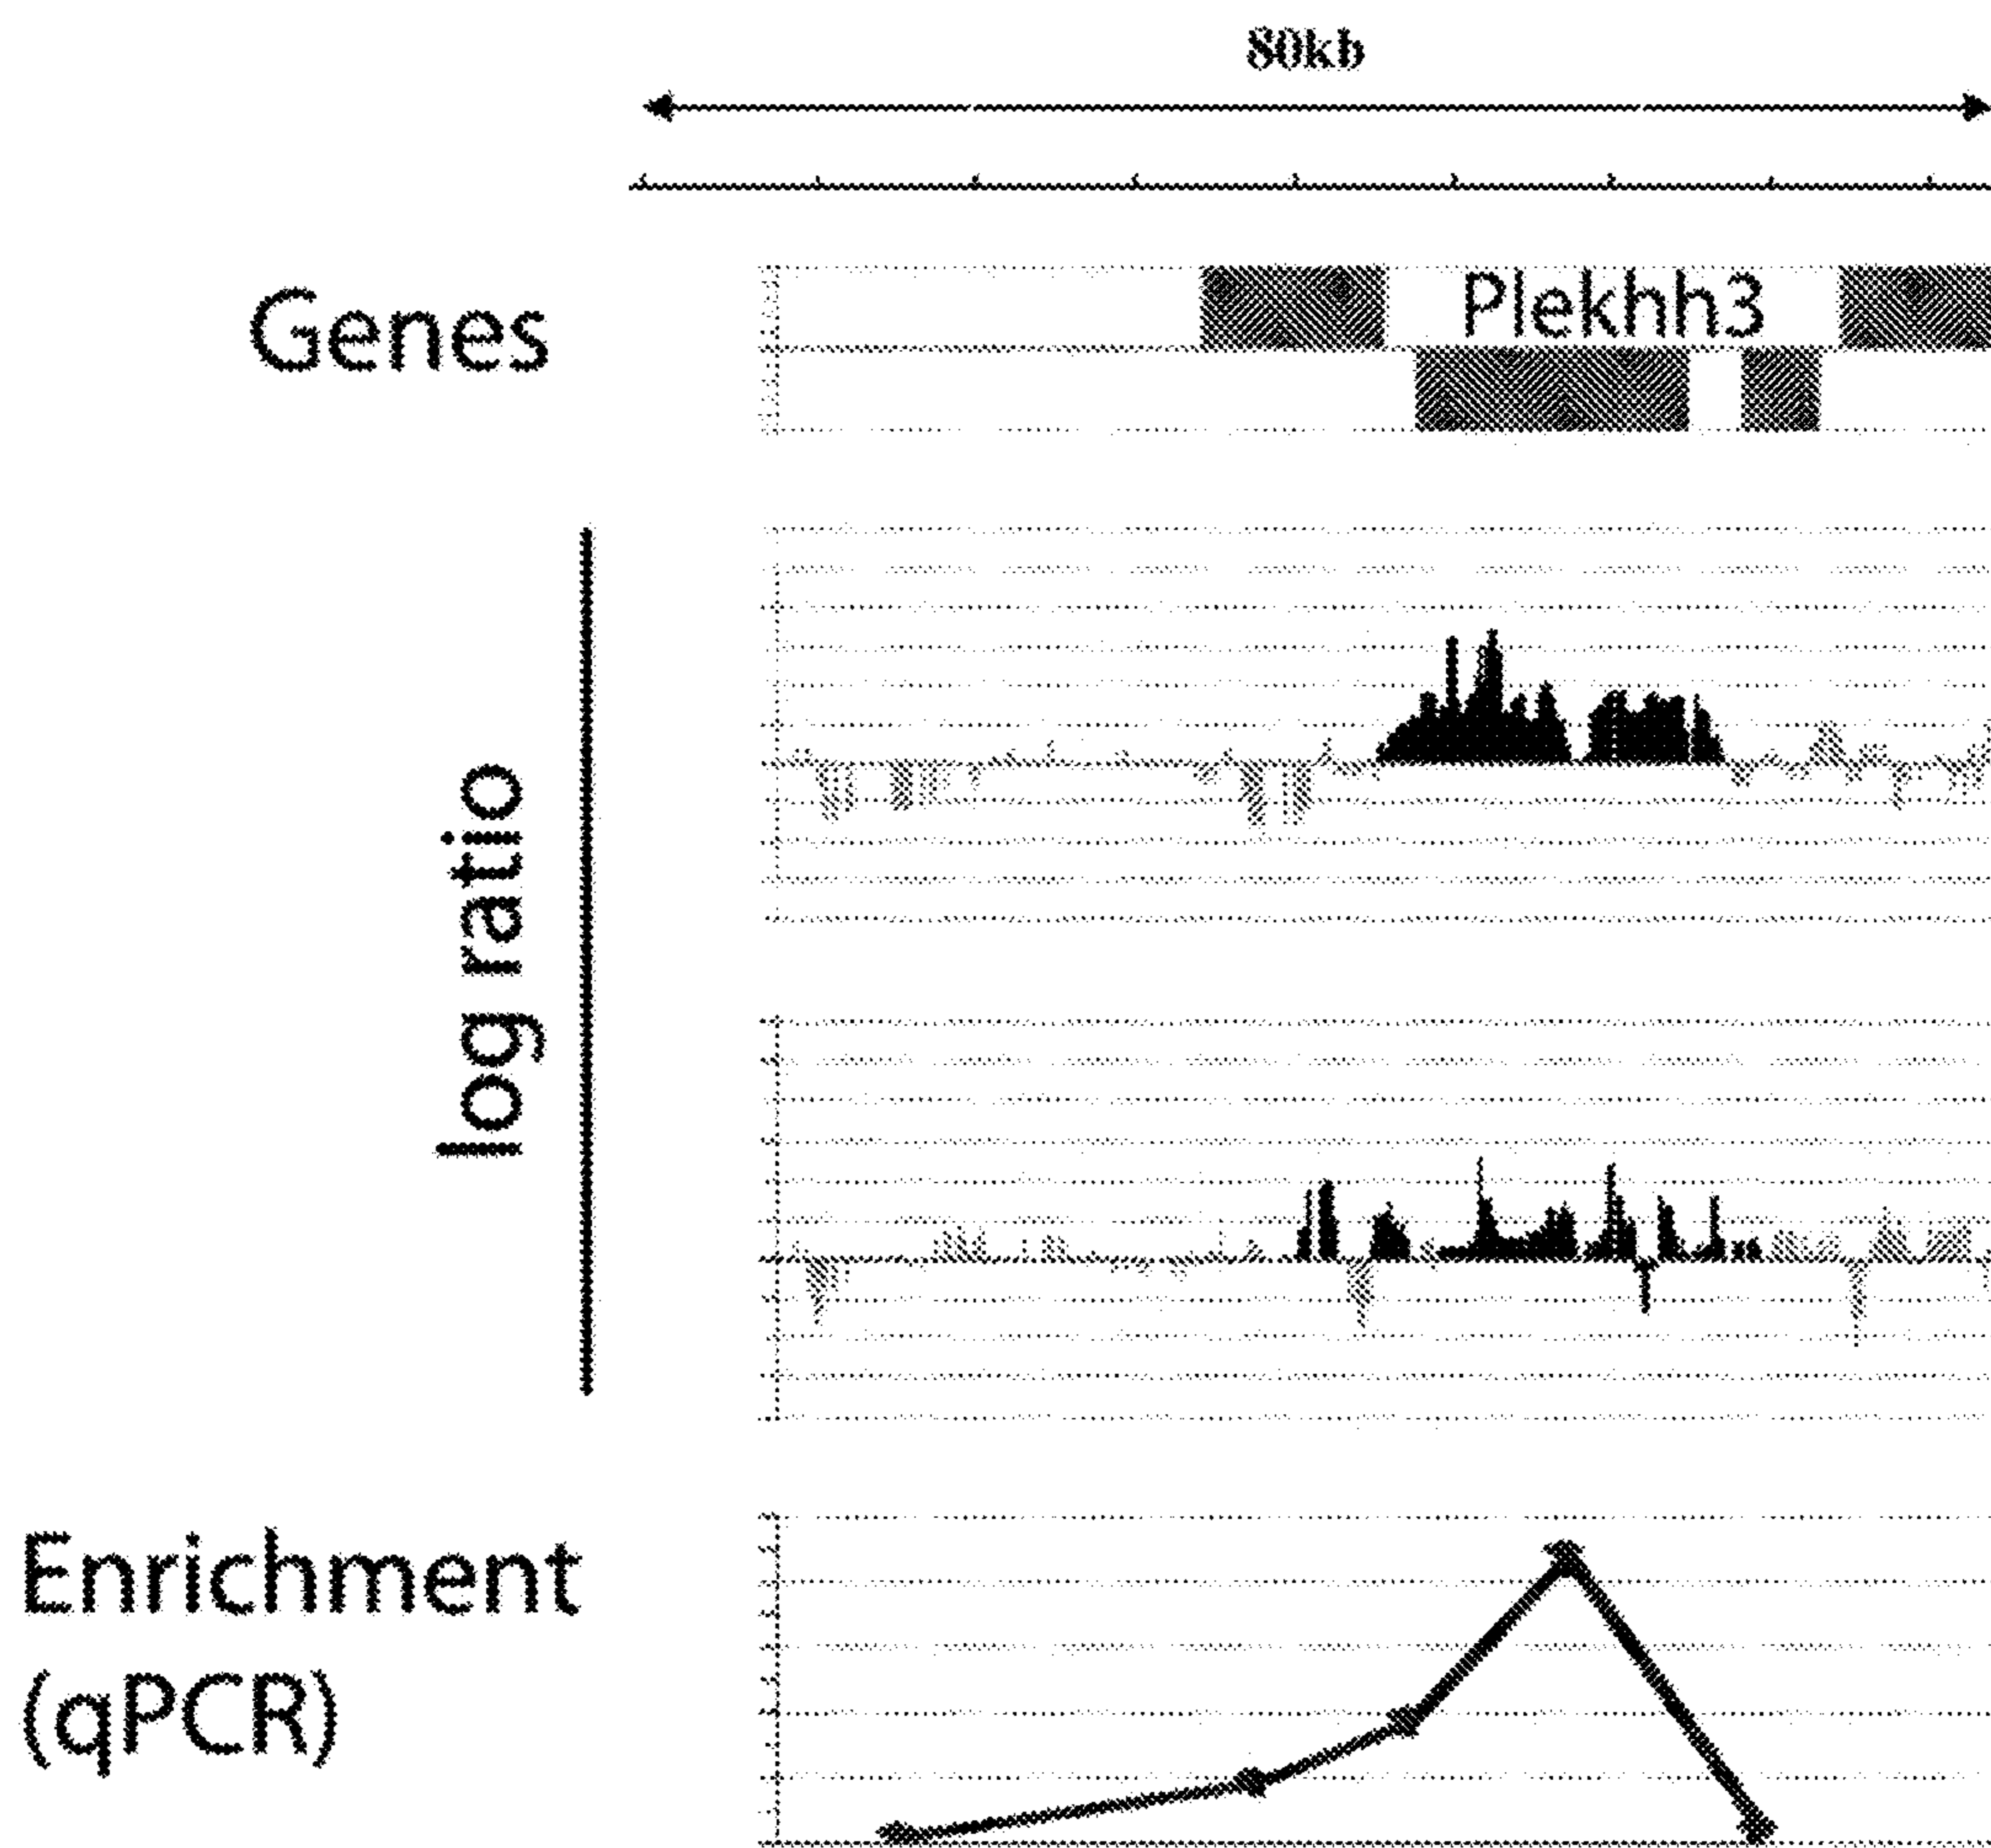 80kb
Genes
Plekhh3
log ratio
Enrichment
(qPCR)